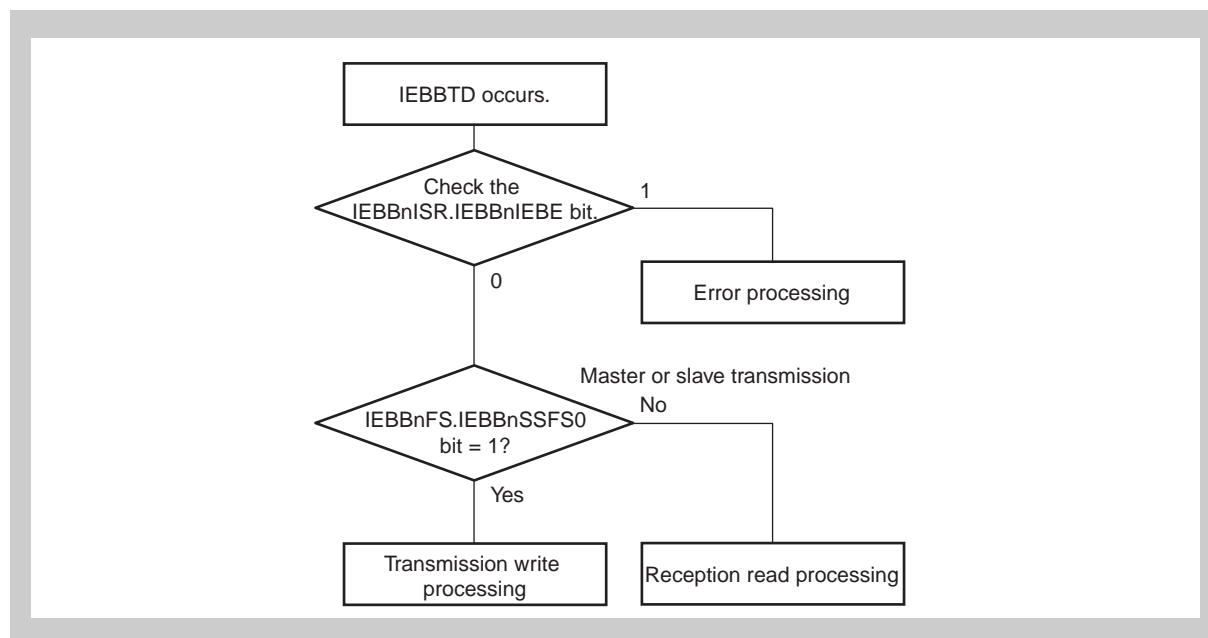 IEBBTD occurs.
Check the
IEBBnISR.IEBBnIEBE bit.
1
0
Error processing
Master or slave transmission
IEBBnFS.IEBBnSSFS0
bit = 1?
No
Yes
Transmission write
processing
Reception read processing